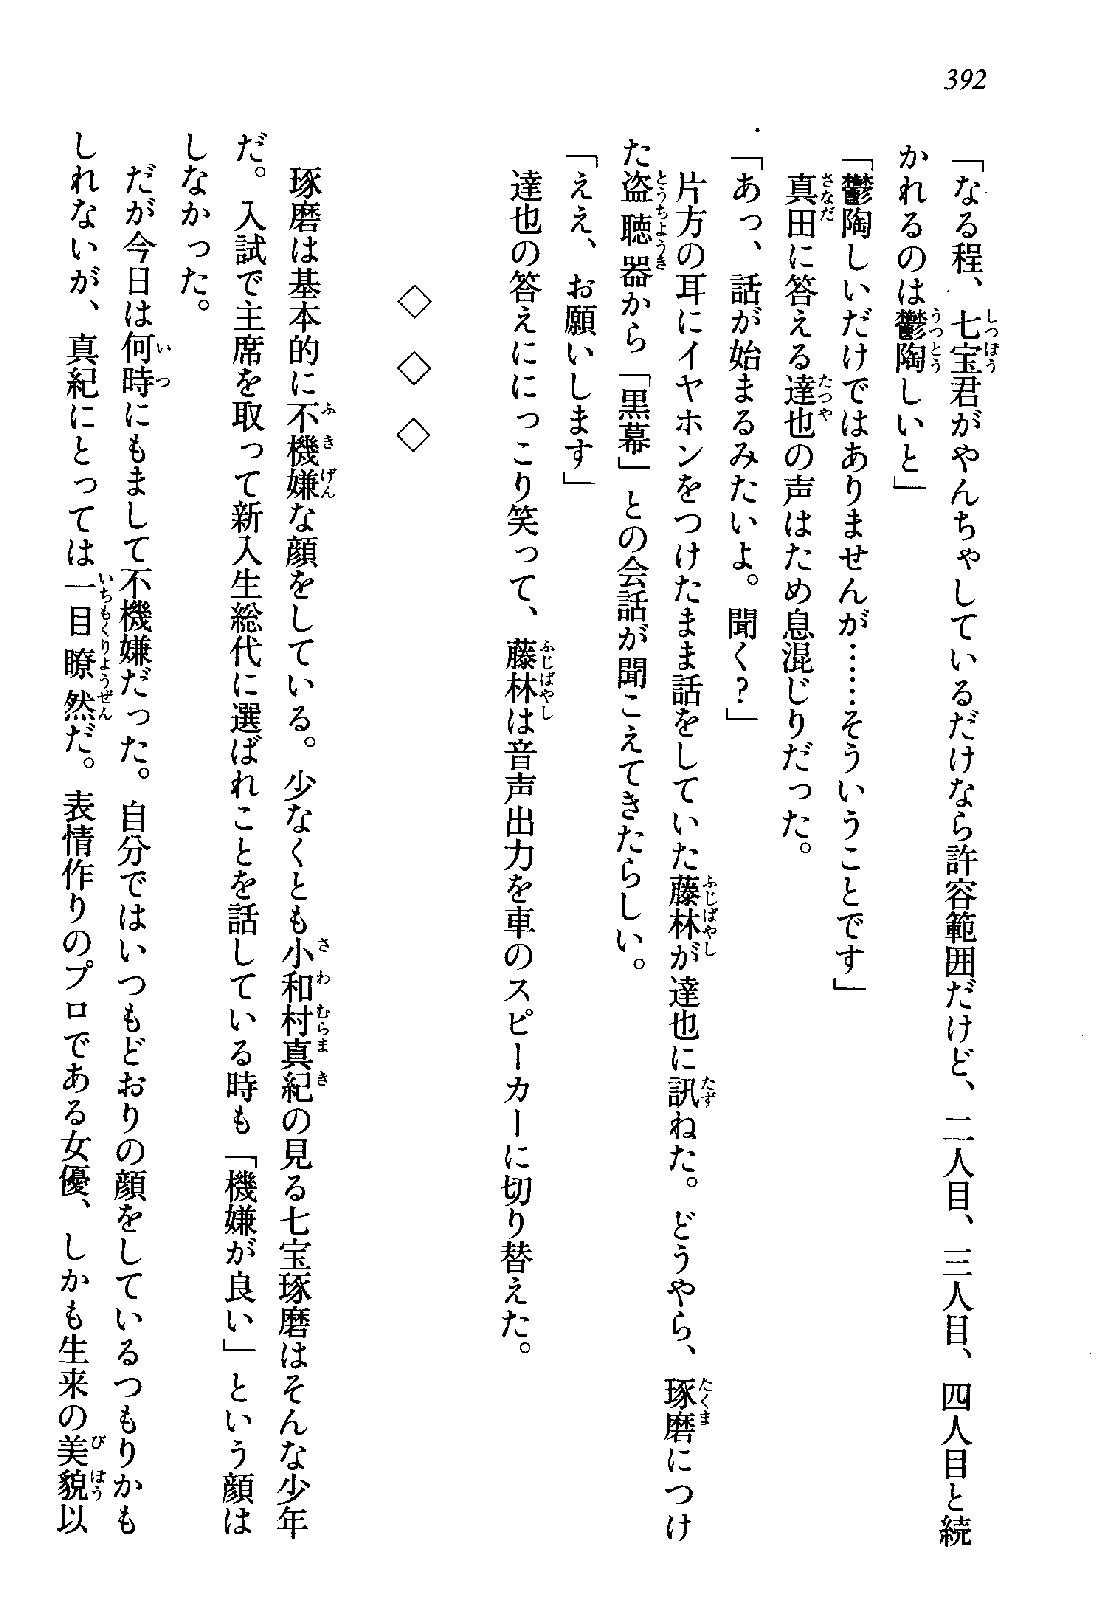 392
「なる程、七宝君がやんちゃしているだけなら許容範囲だけど、二人目、三人目、四人目と続
かれるのは鬱陶しいと」
「鬱陶しいだけではありませんが……そういうことです」
真田に答える達也の声はため息混じりだった。
「あっ、話が始まるみたいよ。聞く？」
片方の耳にイヤホンをつけたまま話をしていた藤林が達也に訊ねた。どうやら、琢磨につけ
た盗聴器から「黒幕」との会話が聞こえてきたらしい。
「ええ、お願いします」
達也の答えににっこり笑って、藤林は音声出力を車のスピーカーに切り替えた。
◇　◇　◇
琢磨は基本的に不機嫌な顔をしている。少なくとも小和村真紀の見る七宝琢磨はそんな少年
だ。入試で主席を取って新入生総代に選ばれことを話している時も「機嫌が良い」という顔は
しなかった。
だが今日は何時にもまして不機嫌だった。自分ではいつもどおりの顔をしているつもりかも
しれないが、真紀にとっては一目瞭然だ。表情作りのプロである女優、しかも生来の美貌以